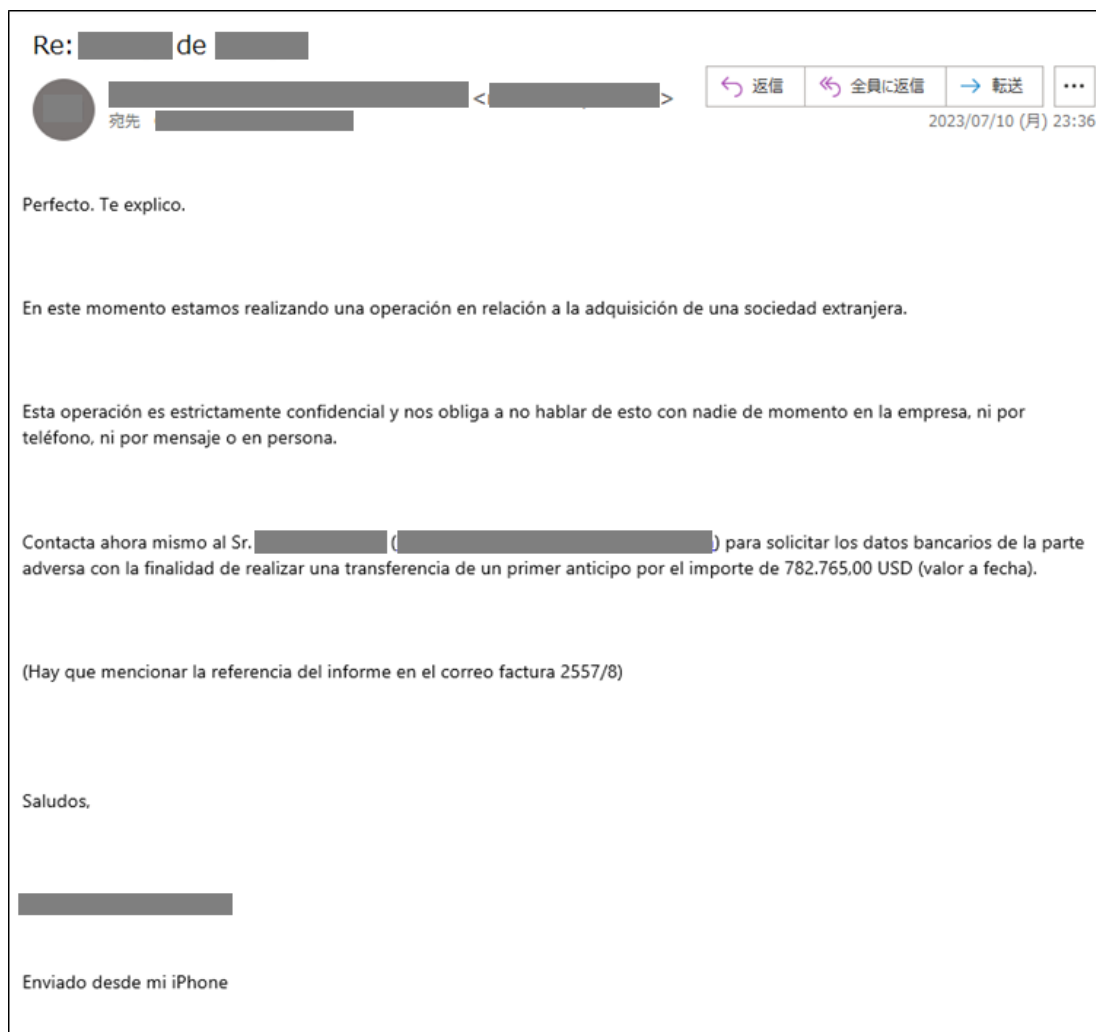 Re: de
< >
返信
全員に返信
転送
宛先
2023/07/10 (月) 23:36
Perfecto. Te explico.
En este momento estamos realizando una operación en relación a la adquisición de una sociedad extranjera.
Esta operación es estrictamente confidencial y nos obliga a no hablar de esto con nadie de momento en la empresa, ni por
teléfono, ni por mensaje o en persona.
Contacta ahora mismo al Sr. ( ) para solicitar los datos bancarios de la parte
adversa con la finalidad de realizar una transferencia de un primer anticipo por el importe de 782.765,00 USD (valor a fecha).
(Hay que mencionar la referencia del informe en el correo factura 2557/8)
Saludos,
Enviado desde mi iPhone